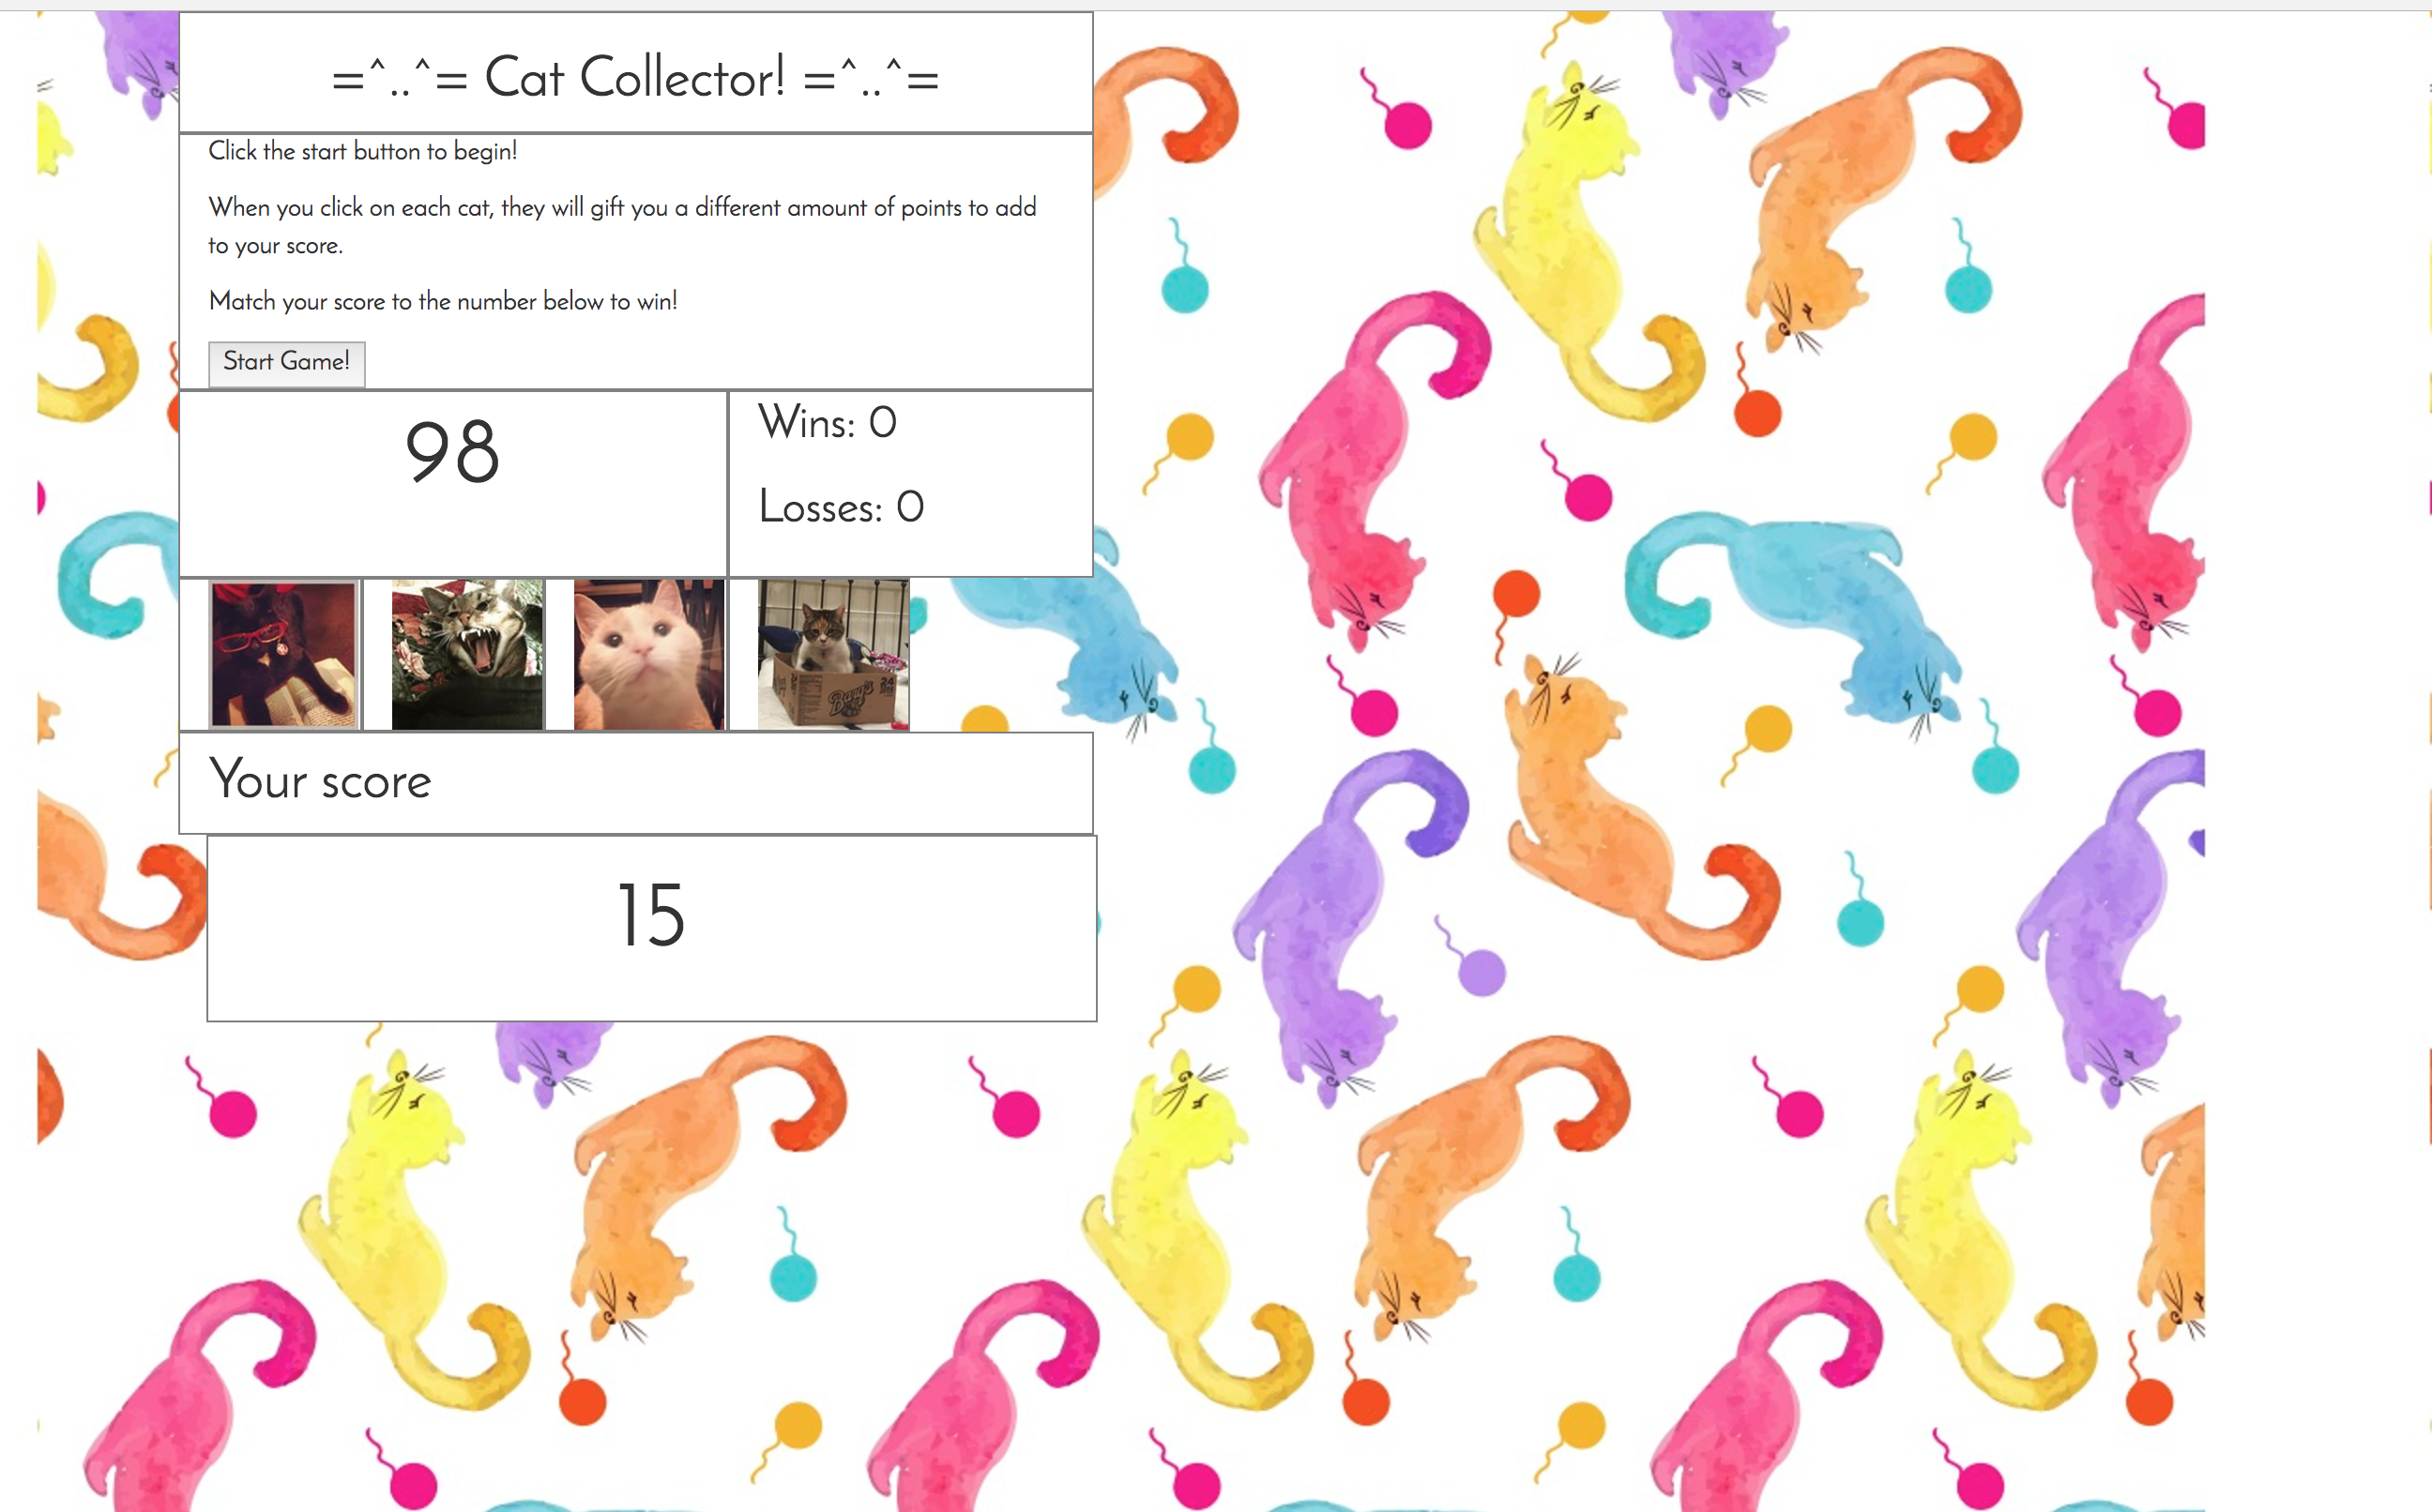 =^..^= Cat Collector! =^..^=
Click the start button to begin!
When you click on each cat, they will gift you a different amount of points to add
to your score.
Match your score to the number below to win!
Start Game!
98
Wins: 0
Losses: 0
Barq's
24
Your score
15